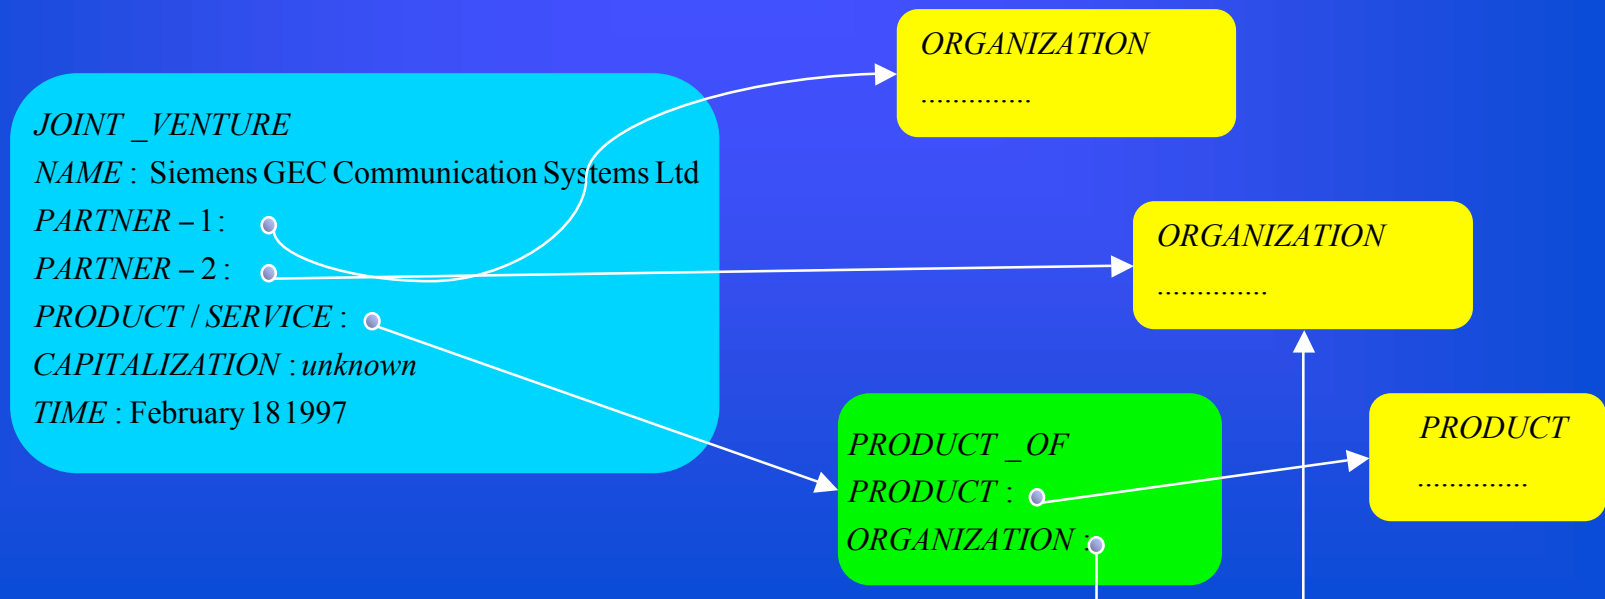 JOINT _VENTURE
NAME : Siemens GEC Communication Systems Ltd
PARTNER – 1 :
PARTNER – 2 :
PRODUCT / SERVICE :
CAPITALIZATION : unknown
TIME : February 18 1997
ORGANIZATION
..............
ORGANIZATION
..............
PRODUCT _OF
PRODUCT :
ORGANIZATION :
PRODUCT
..............